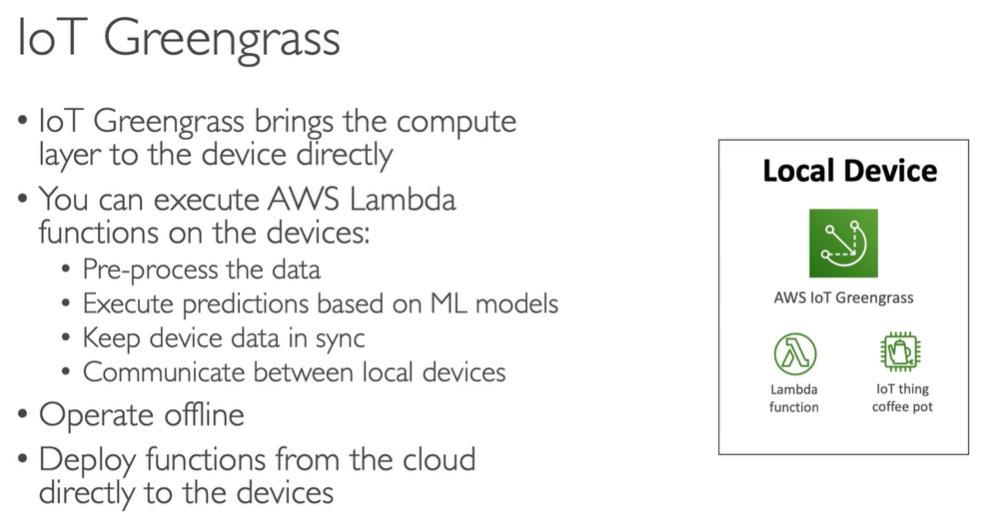 IoT Greengrass
• IoT Greengrass brings the compute
layer to the device directly
• You can execute AWS Lambda
functions on the devices:
• Pre-process the data
• Execute predictions based on ML models
• Keep device data in sync
• Communicate between local devices
• Operate offline
• Deploy functions from the cloud
directly to the devices
Local Device
AWS IoT Greengrass
Lambda
function
IoT thing
coffee pot